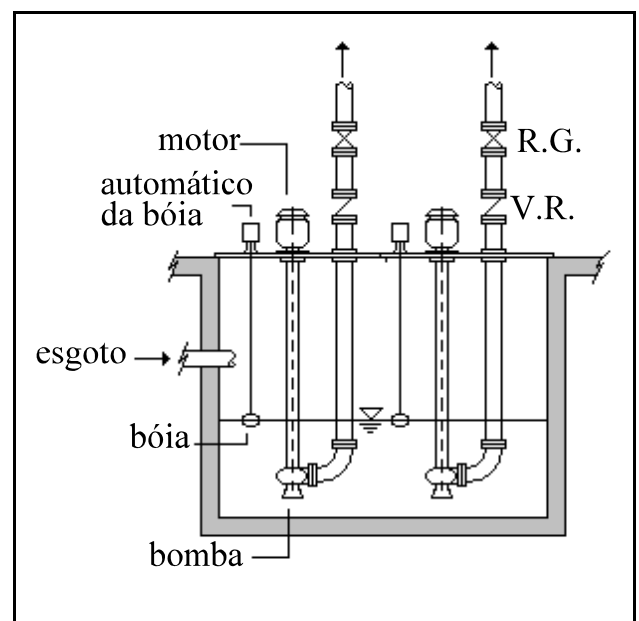 motor
R.G.
automático
da bóia
V.R.
esgoto
bóia
bomba